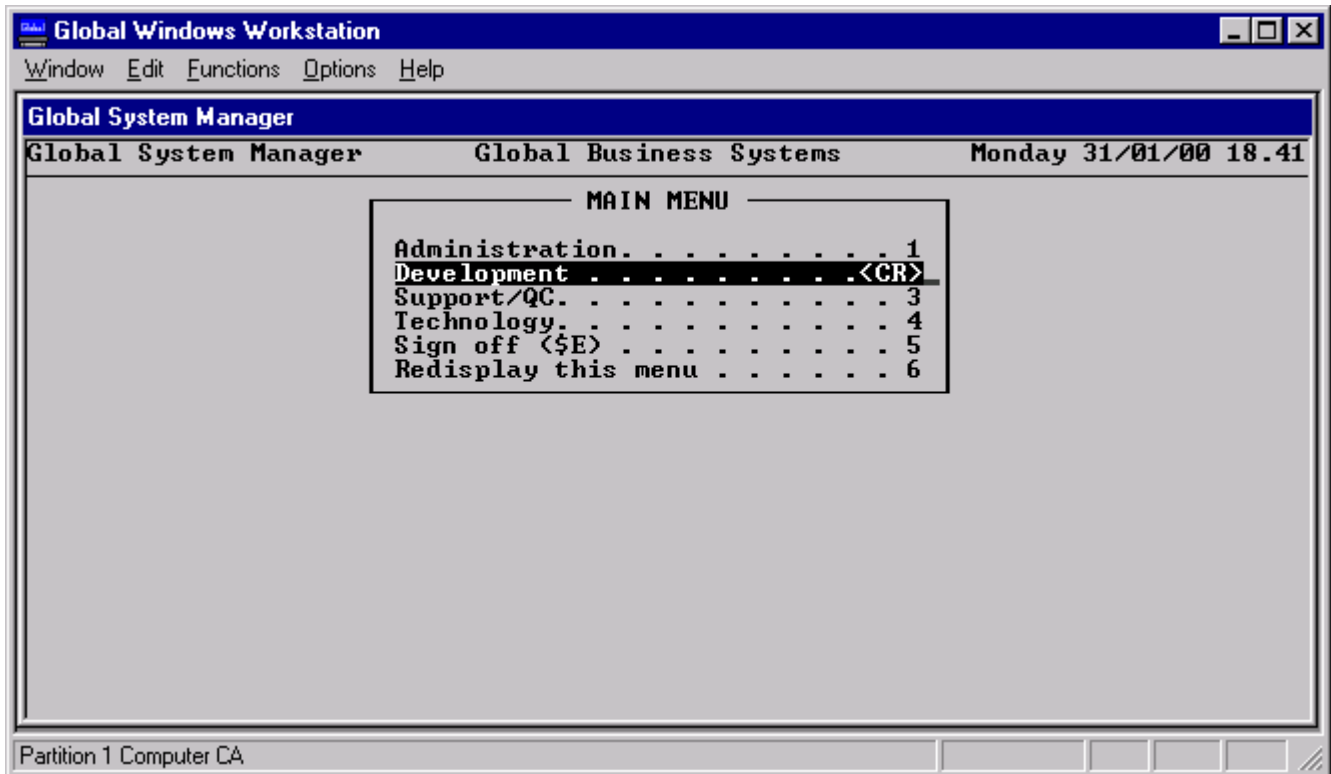 Global Windows Workstation
Window Edit Functions Options Help
Global System Manager
Global System Manager Global Business Systems Monday 31/01/00 18.41
MAIN MENU
Administration. . . . . . . . . . 1
Development . . . . . . . . . .<CR>_
Support/QC. . . . . . . . . . . . 3
Technology. . . . . . . . . . . . 4
Sign off ($E) . . . . . . . . . . 5
Redisplay this menu . . . . . . . 6
Partition 1 Computer CA